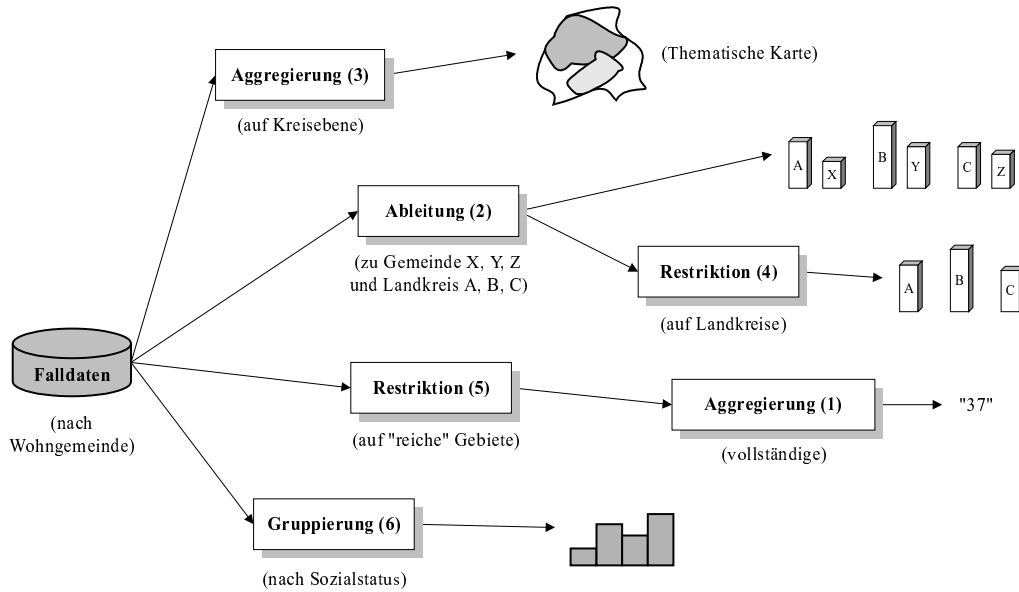 Aggregierung (3)
(auf Kreisebene)
(Thematische Karte)
Ableitung (2)
(zu Gemeinde X, Y, Z
und Landkreis A, B, C)
A
X
B
Y
C
Z
Restriktion (4)
(auf Landkreise)
A
B
C
Falldaten
(nach
Wohngemeinde)
Restriktion (5)
(auf "reiche" Gebiete)
Aggregierung (1)
(vollständige)
"37"
Gruppierung (6)
(nach Sozialstatus)